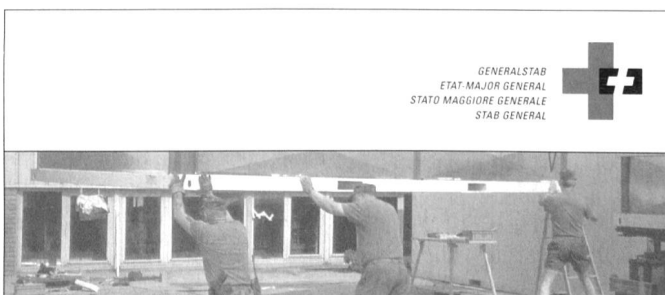 GENERALSTAB
ETAT-MAJOR GENERAL
STATO MAGGIORE GENERALE
STAB GENERAL